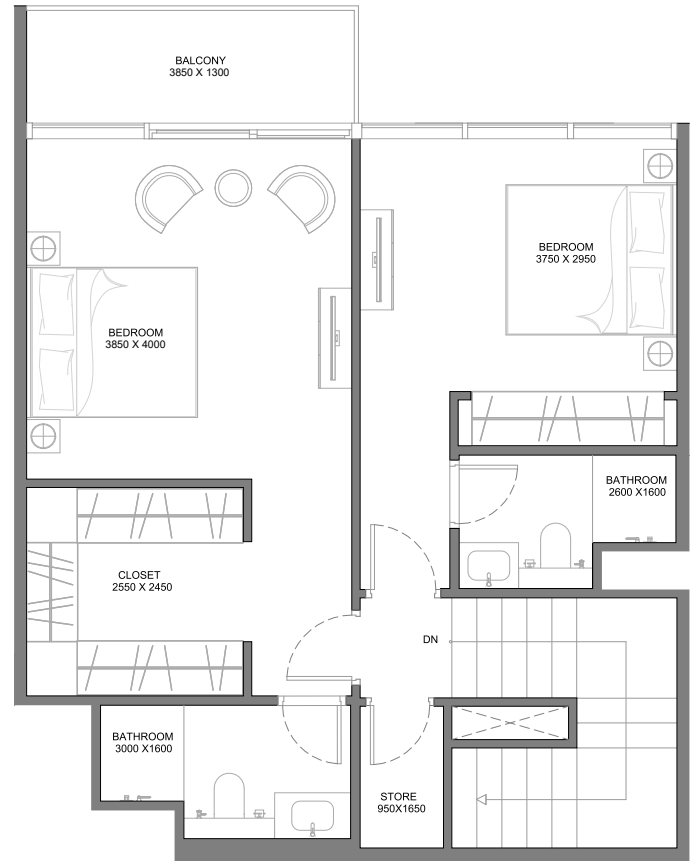 BALCONY
3850 X 1300
BEDROOM
3750 X 2950
BEDROOM
3850 X 4000
BATHROOM
2600 X1600
CLOSET
2550 X 2450
DN
BATHROOM
3000 X1600
STORE
950X1650